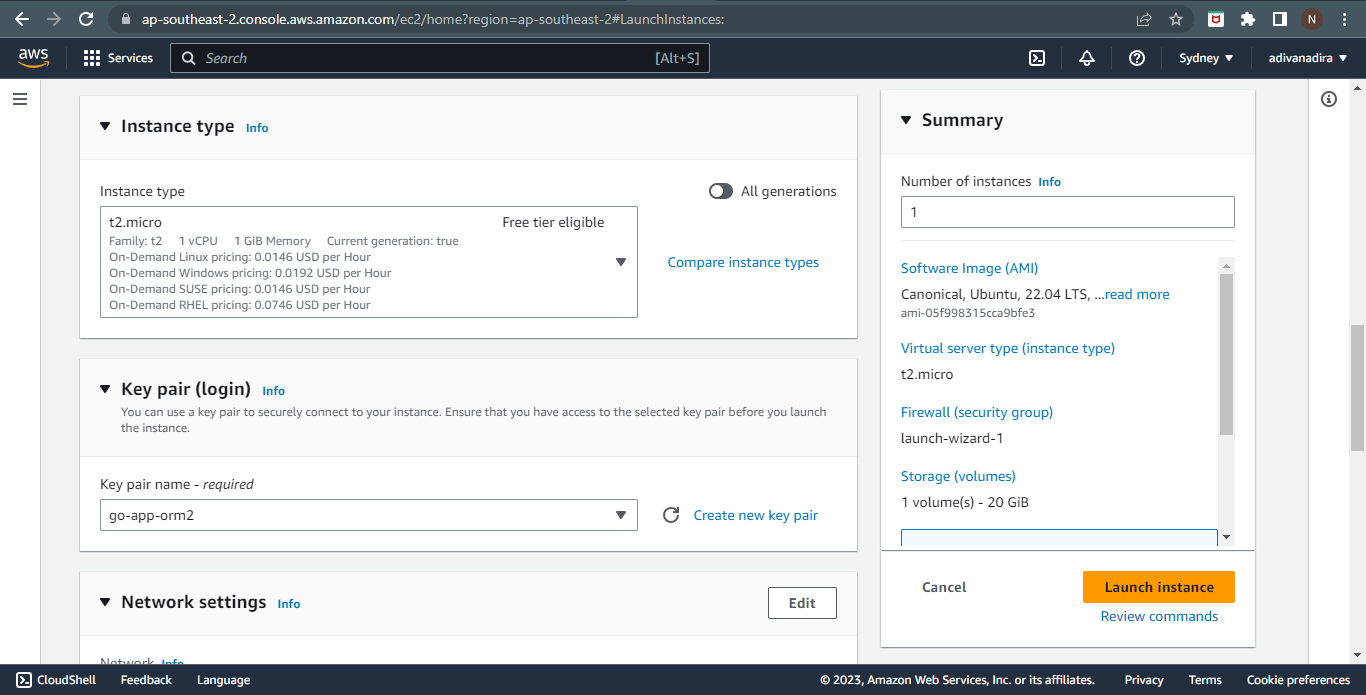 ap-southeast-2.console.aws.amazon.com/ec2/home?region=ap-southeast-2#LaunchInstances:
N
aws
Services
Search
[Alt+S]
Sydney
adivanadira
Instance type Info
Instance type
All generations
t2.micro
Free tier eligible
Family: t2 1 vCPU 1 GiB Memory Current generation: true
On-Demand Linux pricing: 0.0146 USD per Hour
On-Demand Windows pricing: 0.0192 USD per Hour
On-Demand SUSE pricing: 0.0146 USD per Hour
On-Demand RHEL pricing: 0.0746 USD per Hour
Compare instance types
Key pair (login) Info
You can use a key pair to securely connect to your instance. Ensure that you have access to the selected key pair before you launch
the instance.
Key pair name - required
go-app-orm2
Create new key pair
Network settings Info
Edit
Network Info
Summary
Number of instances Info
1
Software Image (AMI)
Canonical, Ubuntu, 22.04 LTS, ...read more
ami-05f998315cca9bfe3
Virtual server type (instance type)
t2.micro
Firewall (security group)
launch-wizard-1
Storage (volumes)
1 volume(s) - 20 GiB
Cancel
Launch instance
Review commands
CloudShell
Feedback
Language
© 2023, Amazon Web Services, Inc. or its affiliates.
Privacy
Terms
Cookie preferences